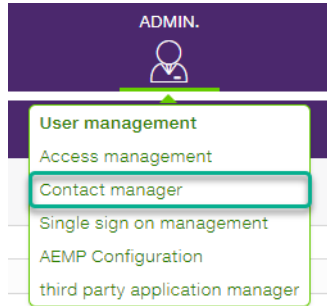 ADMIN.
User management
Access management
Contact manager
Single sign on management
AEMP Configuration
third party application manager